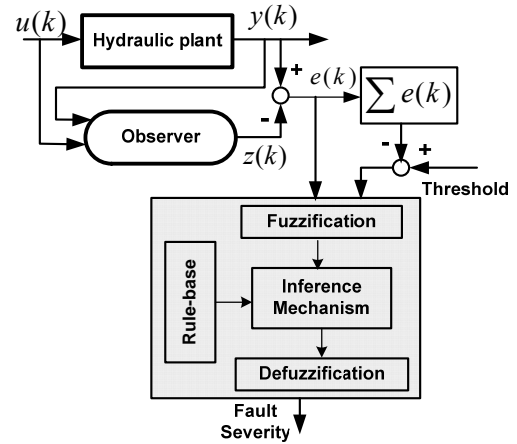 u(k)
Hydraulic plant
y(k)
+
e(k)
∑ e(k)
-
Observer
z(k)
-
+
Threshold
Fuzzification
Rule-base
Inference
Mechanism
Defuzzification
Fault
Severity